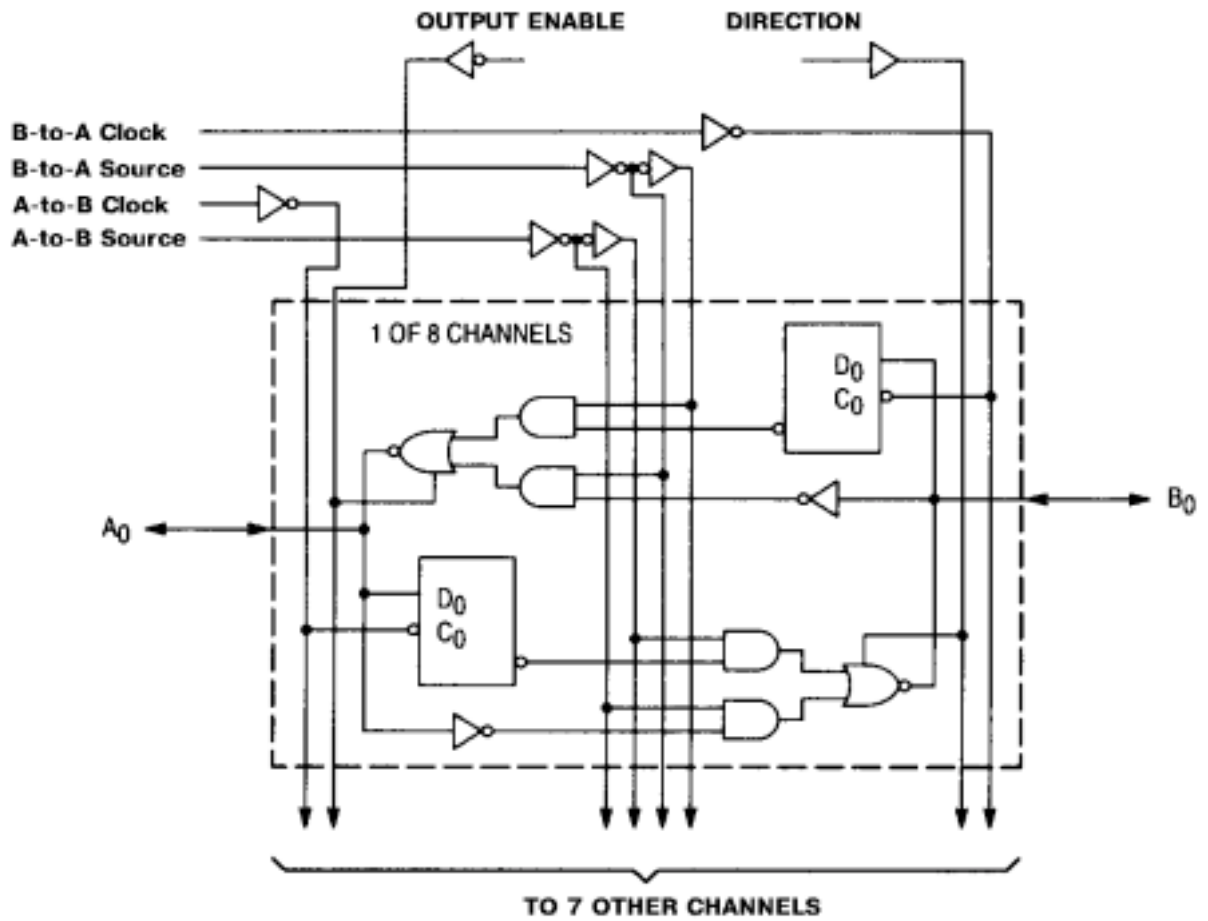 OUTPUT ENABLE
DIRECTION
B-to-A Clock
B-to-A Source
A-to-B Clock
A-to-B Source
1 OF 8 CHANNELS
D0
C0
A0
B0
D0
C0
TO 7 OTHER CHANNELS